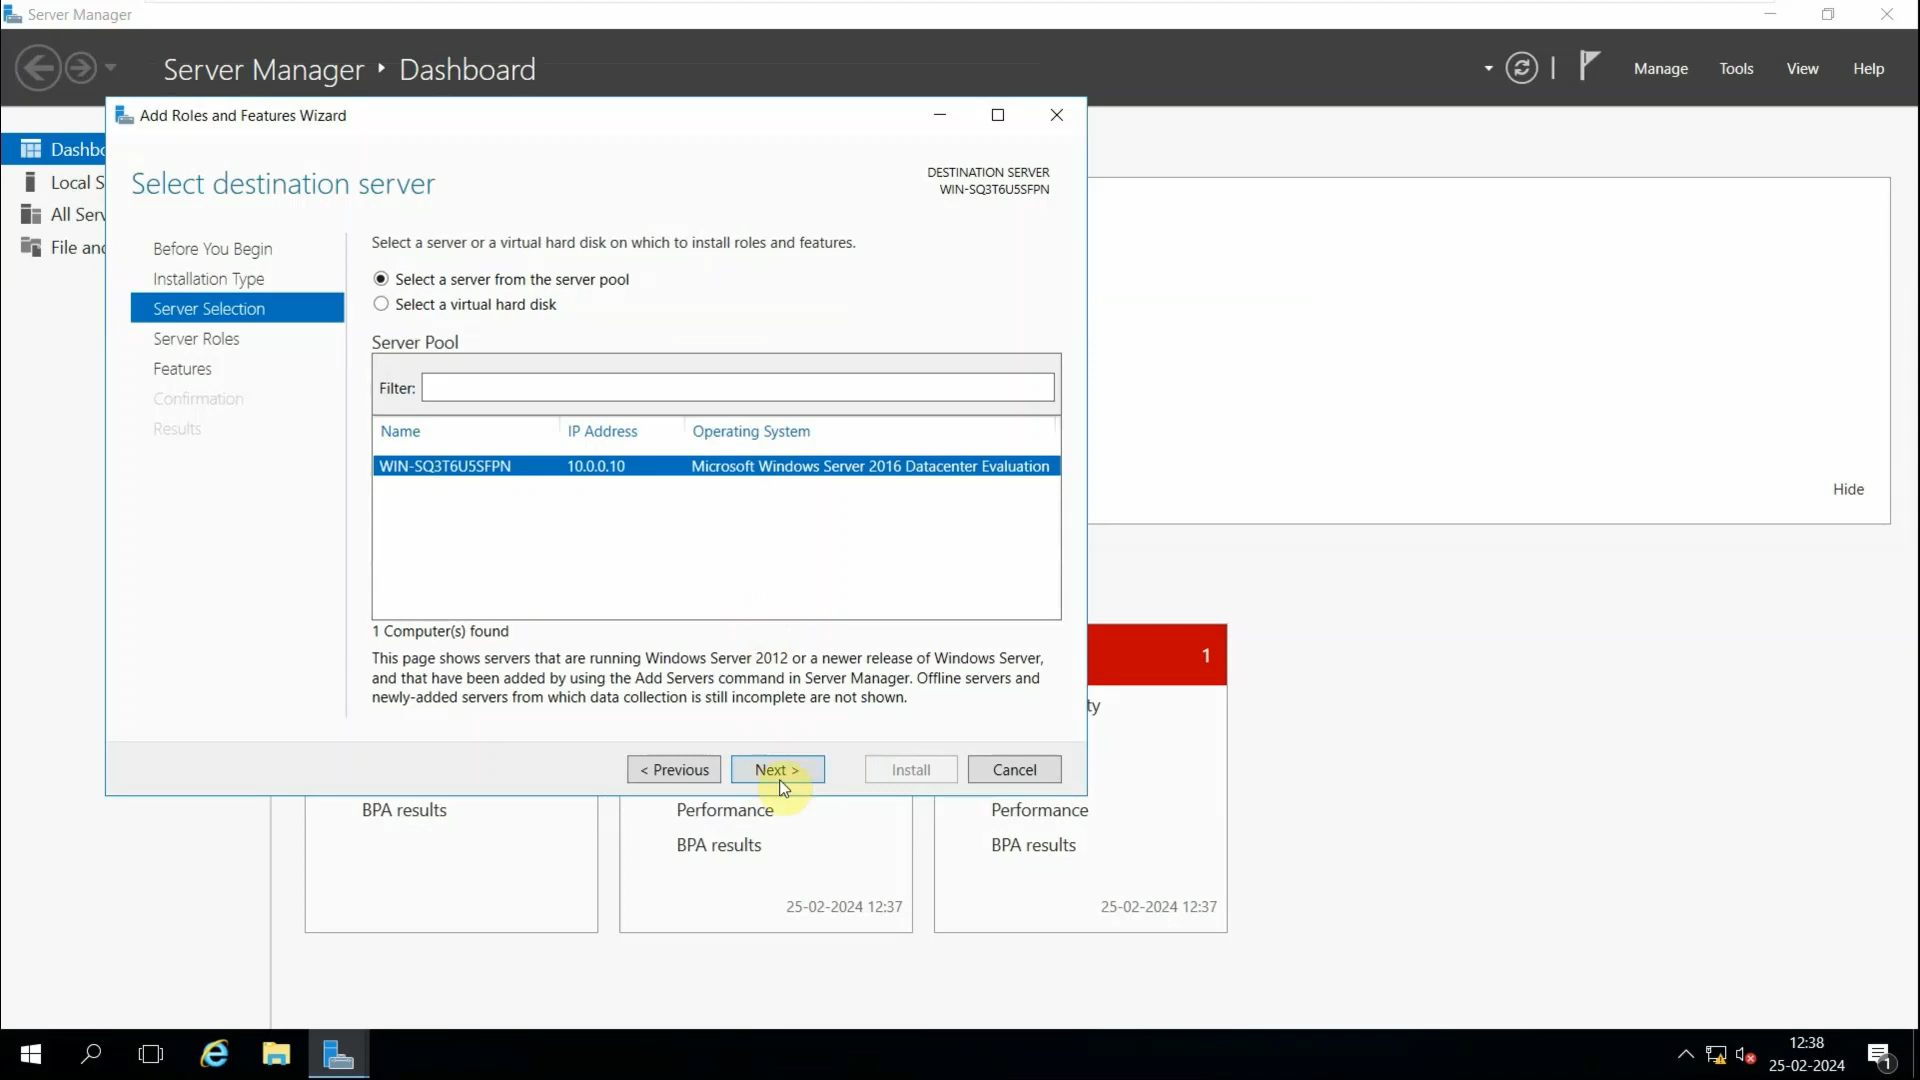 Server Manager
Server Manager ‣ Dashboard
Manage
Tools
View
Help
Dashbo
Local S
All Serv
File and
Add Roles and Features Wizard
Select destination server
DESTINATION SERVER
WIN-SQ3T6U5SFPN
Before You Begin
Installation Type
Server Selection
Server Roles
Features
Confirmation
Results
Select a server or a virtual hard disk on which to install roles and features.
Select a server from the server pool
Select a virtual hard disk
Server Pool
Filter:
Name IP Address Operating System
WIN-SQ3T6U5SFPN 10.0.0.10 Microsoft Windows Server 2016 Datacenter Evaluation
1 Computer(s) found
This page shows servers that are running Windows Server 2012 or a newer release of Windows Server,
and that have been added by using the Add Servers command in Server Manager. Offline servers and
newly-added servers from which data collection is still incomplete are not shown.
< Previous
Next >
Install
Cancel
Hide
1
ty
BPA results
Performance
BPA results
25-02-2024 12:37
Performance
BPA results
25-02-2024 12:37
12:38
25-02-2024
1